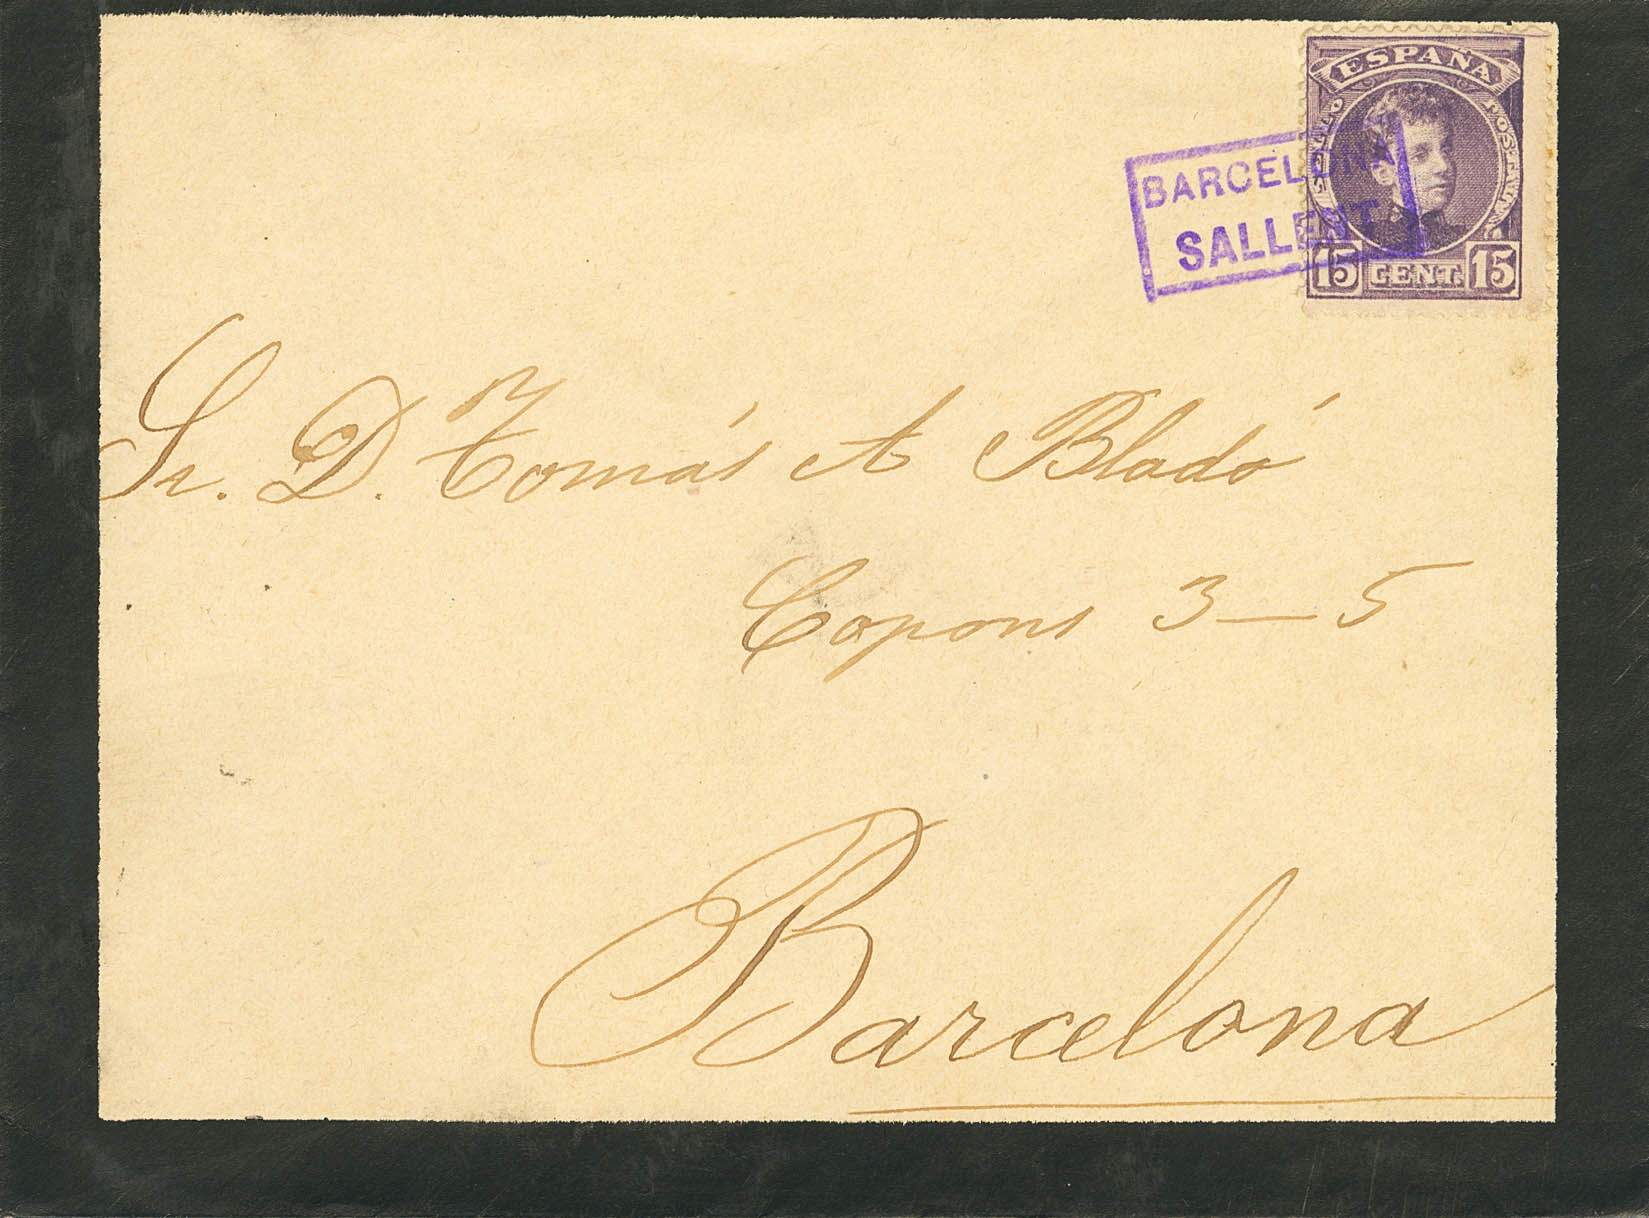 ESPAÑA
SELLO POSTAL
15 CENT. 15
BARCELONA
SALLENT
Sr. D. Tomás A Bladó
Copons 3-5
Barcelona